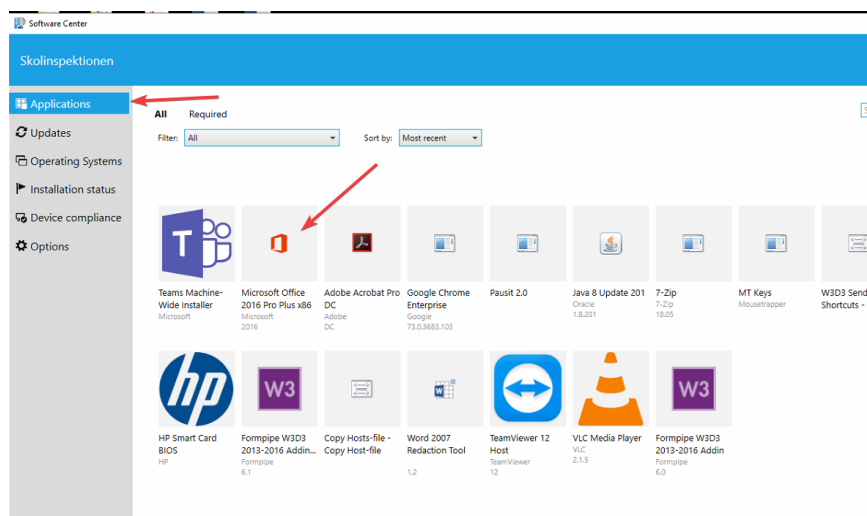 Software Center
Skolinspektionen
Applications
Updates
Operating Systems
Installation status
Device compliance
Options
All Required
Filter: All Sort by: Most recent
T
Teams Machine-
Wide Installer
Microsoft
Microsoft Office
2016 Pro Plus x86
Microsoft
2016
Adobe Acrobat Pro
DC
Adobe
DC
Google Chrome
Enterprise
Google
73.0.3683.103
Pausit 2.0
Java 8 Update 201
Oracle
1.8.201
7-Zip
7-Zip
18.05
MT Keys
Mousetrapper
W3D3 Send
Shortcuts -
hp
HP Smart Card
BIOS
HP
W3
Formpipe W3D3
2013-2016 Addin...
Formpipe
6.1
Copy Hosts-file -
Copy Host-file
W
Word 2007
Redaction Tool
1.2
TeamViewer 12
Host
TeamViewer
12
VLC Media Player
VLC
2.1.5
W3
Formpipe W3D3
2013-2016 Addin
Formpipe
6.0